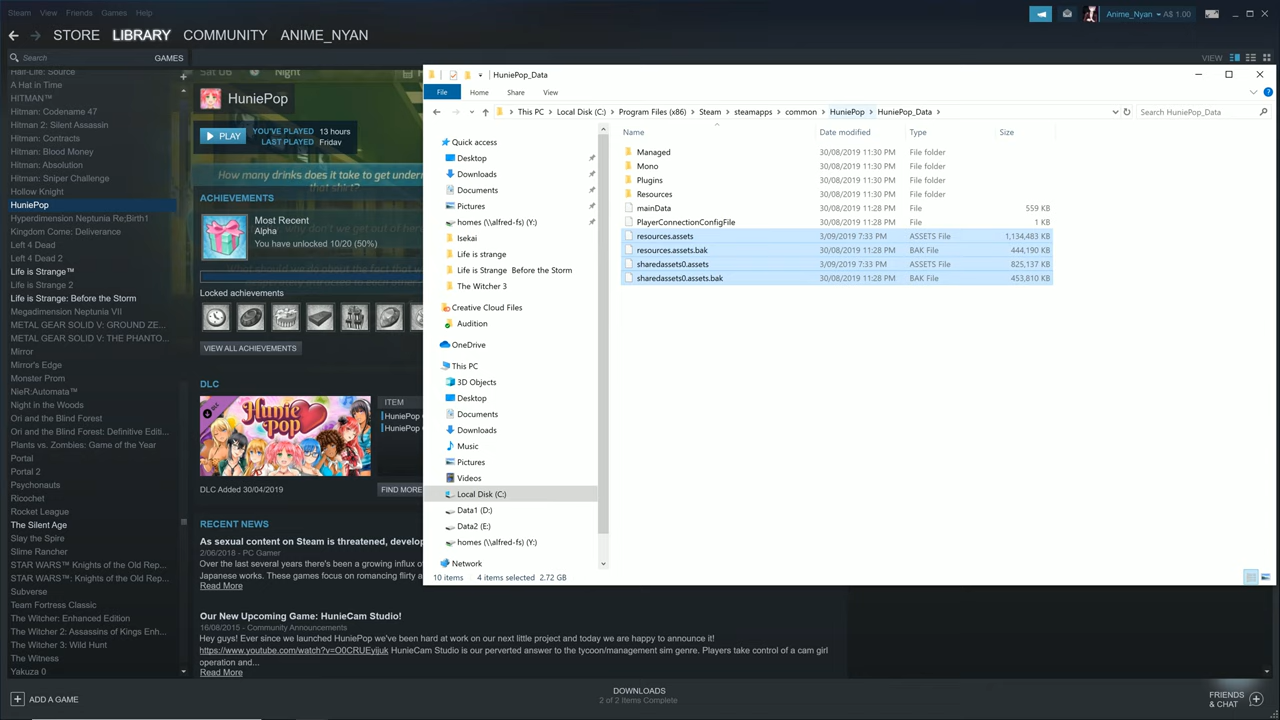 Steam View Friends Games Help
Anime_Nyan A$ 1.00
STORE LIBRARY COMMUNITY ANIME_NYAN
Search GAMES
VIEW
Half-Life: Source
A Hat in Time
HITMAN™
Hitman: Codename 47
Hitman 2: Silent Assassin
Hitman: Contracts
Hitman: Blood Money
Hitman: Absolution
Hitman: Sniper Challenge
Hollow Knight
HuniePop
Hyperdimension Neptunia Re;Birth1
Kingdom Come: Deliverance
Left 4 Dead
Left 4 Dead 2
Life is Strange™
Life is Strange 2
Life is Strange: Before the Storm
Megadimension Neptunia VII
METAL GEAR SOLID V: GROUND ZE...
METAL GEAR SOLID V: THE PHANTO...
Mirror
Mirror's Edge
Monster Prom
NieR:Automata™
Night in the Woods
Ori and the Blind Forest
Ori and the Blind Forest: Definitive Editi...
Plants vs. Zombies: Game of the Year
Portal
Portal 2
Psychonauts
Ricochet
Rocket League
The Silent Age
Slay the Spire
Slime Rancher
STAR WARS™ Knights of the Old Rep...
STAR WARS™: Knights of the Old Rep...
Subverse
Team Fortress Classic
The Witcher: Enhanced Edition
The Witcher 2: Assassins of Kings Enh...
The Witcher 3: Wild Hunt
The Witness
Yakuza 0
ADD A GAME
Sat 06 Night
HuniePop
PLAY
YOU'VE PLAYED 13 hours
LAST PLAYED Friday
How many drinks does it take to get under
that shirt?
ACHIEVEMENTS
Most Recent
Alpha
You have unlocked 10/20 (50%)
Locked achievements
VIEW ALL ACHIEVEMENTS
DLC
Hunie Pop
ITEM
HuniePop
HuniePop
DLC Added 30/04/2019
FIND MORE
RECENT NEWS
As sexual content on Steam is threatened, develop
2/06/2018 - PC Gamer
Over the last several years there's been a growing influx of
Japanese works. These games focus on romancing flirty a
Read More
Our New Upcoming Game: HunieCam Studio!
16/08/2015 - Community Announcements
Hey guys! Ever since we launched HuniePop we've been hard at work on our next little project and today we are happy to announce it!
https://www.youtube.com/watch?v=O0CRUEyijuk HunieCam Studio is our perverted answer to the tycoon/management sim genre. Players take control of a cam girl
operation and...
Read More
DOWNLOADS
2 of 2 Items Complete
FRIENDS
& CHAT
HuniePop_Data
File Home Share View
This PC Local Disk (C:) Program Files (x86) Steam steamapps common HuniePop HuniePop_Data
Search HuniePop_Data
Quick access
Desktop
Downloads
Documents
Pictures
homes (\\alfred-fs) (Y:)
Isekai
Life is strange
Life is Strange Before the Storm
The Witcher 3
Creative Cloud Files
Audition
OneDrive
This PC
3D Objects
Desktop
Documents
Downloads
Music
Pictures
Videos
Local Disk (C:)
Data1 (D:)
Data2 (E:)
homes (\\alfred-fs) (Y:)
Network
Name Date modified Type Size
Managed 30/08/2019 11:30 PM File folder
Mono 30/08/2019 11:30 PM File folder
Plugins 30/08/2019 11:30 PM File folder
Resources 30/08/2019 11:30 PM File folder
mainData 30/08/2019 11:28 PM File 559 KB
PlayerConnectionConfigFile 30/08/2019 11:28 PM File 1 KB
resources.assets 3/09/2019 7:33 PM ASSETS File 1,134,483 KB
resources.assets.bak 30/08/2019 11:28 PM BAK File 444,190 KB
sharedassets0.assets 3/09/2019 7:33 PM ASSETS File 825,137 KB
sharedassets0.assets.bak 30/08/2019 11:28 PM BAK File 453,810 KB
10 items 4 items selected 2.72 GB